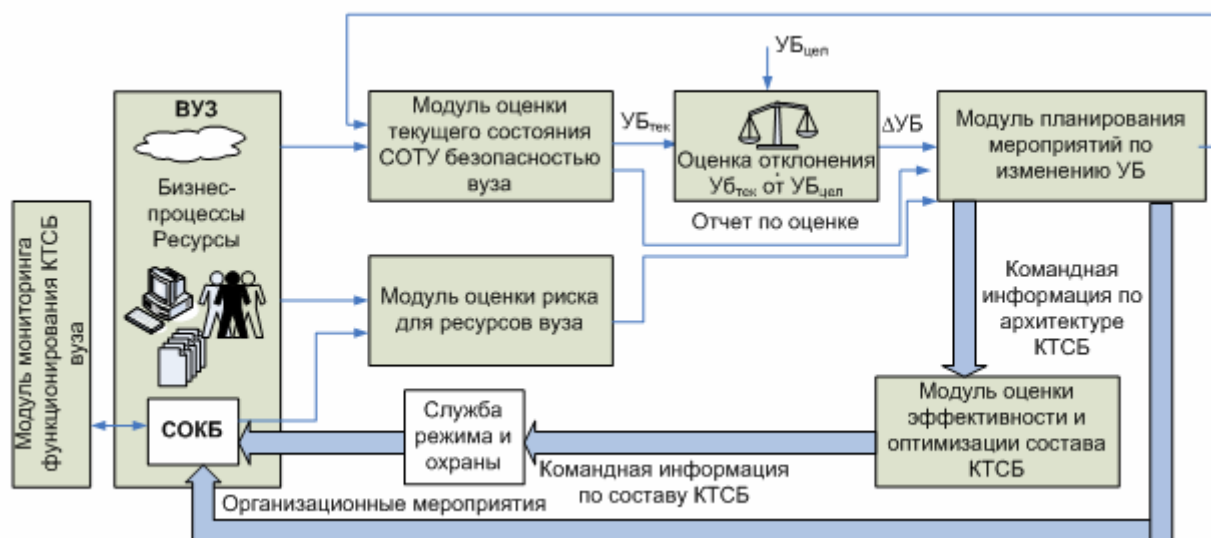 УБцел
ВУЗ
Бизнес-
процессы
Ресурсы
СОКБ
Модуль мониторинга
функционирования КТСБ
вуза
Модуль оценки
текущего состояния
СОТУ безопасностью
вуза
УБтек
Оценка отклонения
Убтек от УБцел
ΔУБ
Модуль планирования
мероприятий по
изменению УБ
Отчет по оценке
Модуль оценки риска
для ресурсов вуза
Командная
информация по
архитектуре
КТСБ
Модуль оценки
эффективности и
оптимизации состава
КТСБ
Служба
режима и
охраны
Командная информация
по составу КТСБ
Организационные мероприятия